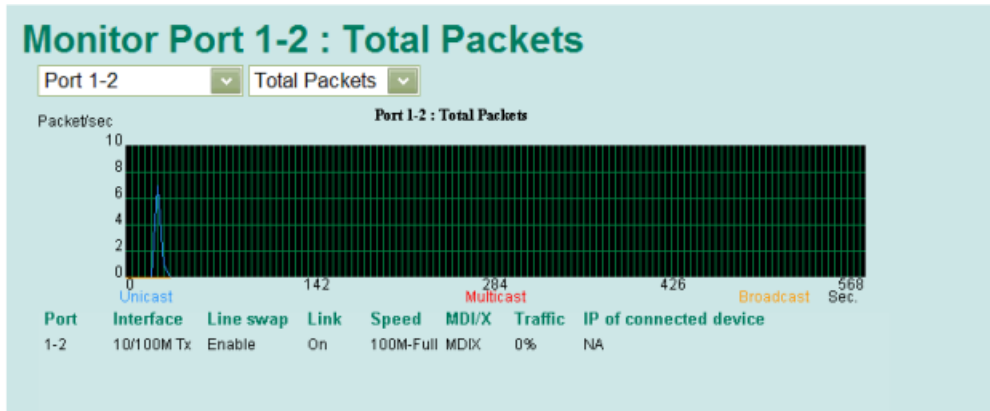 Monitor Port 1-2 : Total Packets
Port 1-2 Total Packets
Port 1-2 : Total Packets
Packet/sec
10
8
6
4
2
0
0 142 284 426 568
Unicast Multicast Broadcast Sec.
Port Interface Line swap Link Speed MDI/X Traffic IP of connected device
1-2 10/100M Tx Enable On 100M-Full MDIX 0% NA